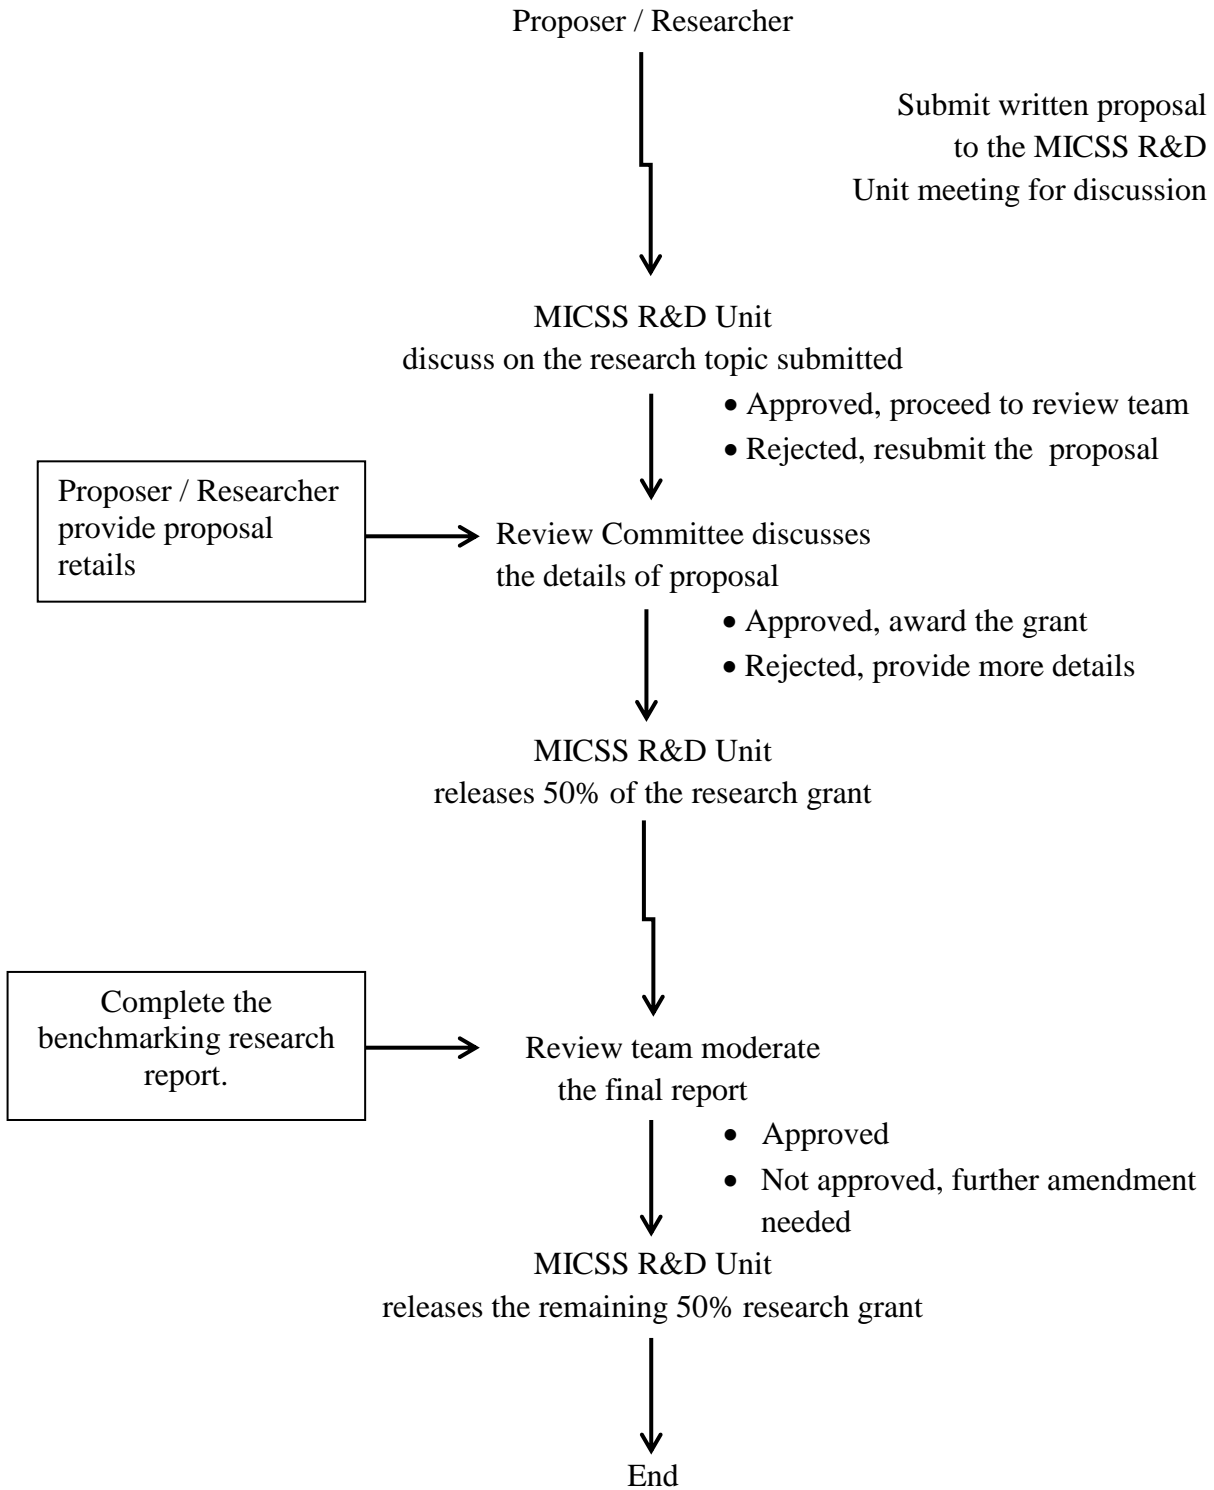 Proposer / Researcher
Submit written proposal
to the MICSS R&D
Unit meeting for discussion
MICSS R&D Unit
discuss on the research topic submitted
• Approved, proceed to review team
• Rejected, resubmit the proposal
Proposer / Researcher
provide proposal
retails
Review Committee discusses
the details of proposal
• Approved, award the grant
• Rejected, provide more details
MICSS R&D Unit
releases 50% of the research grant
Complete the
benchmarking research
report.
Review team moderate
the final report
• Approved
• Not approved, further amendment
needed
MICSS R&D Unit
releases the remaining 50% research grant
End